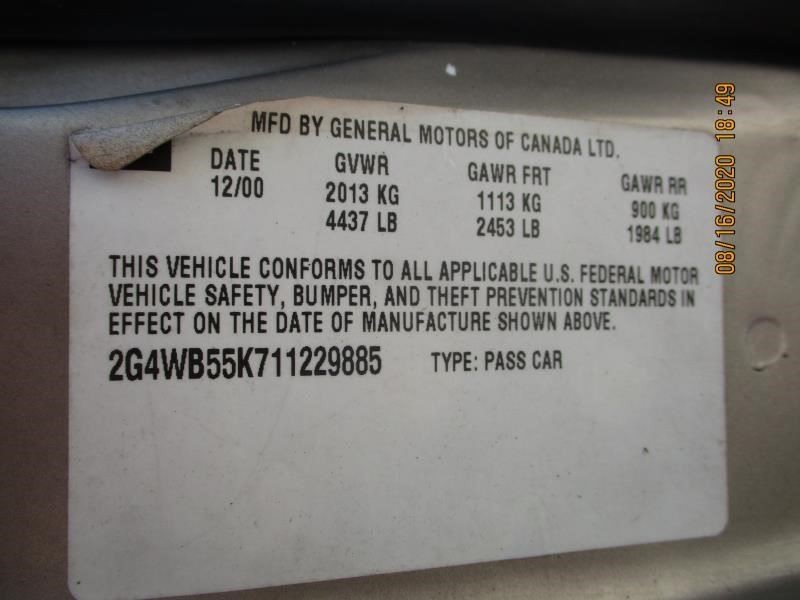 MFD BY GENERAL MOTORS OF CANADA LTD.
DATE GVWR GAWR FRT GAWR RR
12/00 2013 KG 1113 KG 900 KG
4437 LB 2453 LB 1984 LB
THIS VEHICLE CONFORMS TO ALL APPLICABLE U.S. FEDERAL MOTOR
VEHICLE SAFETY, BUMPER, AND THEFT PREVENTION STANDARDS IN
EFFECT ON THE DATE OF MANUFACTURE SHOWN ABOVE.
2G4WB55K711229885 TYPE: PASS CAR
08/16/2020 18:49